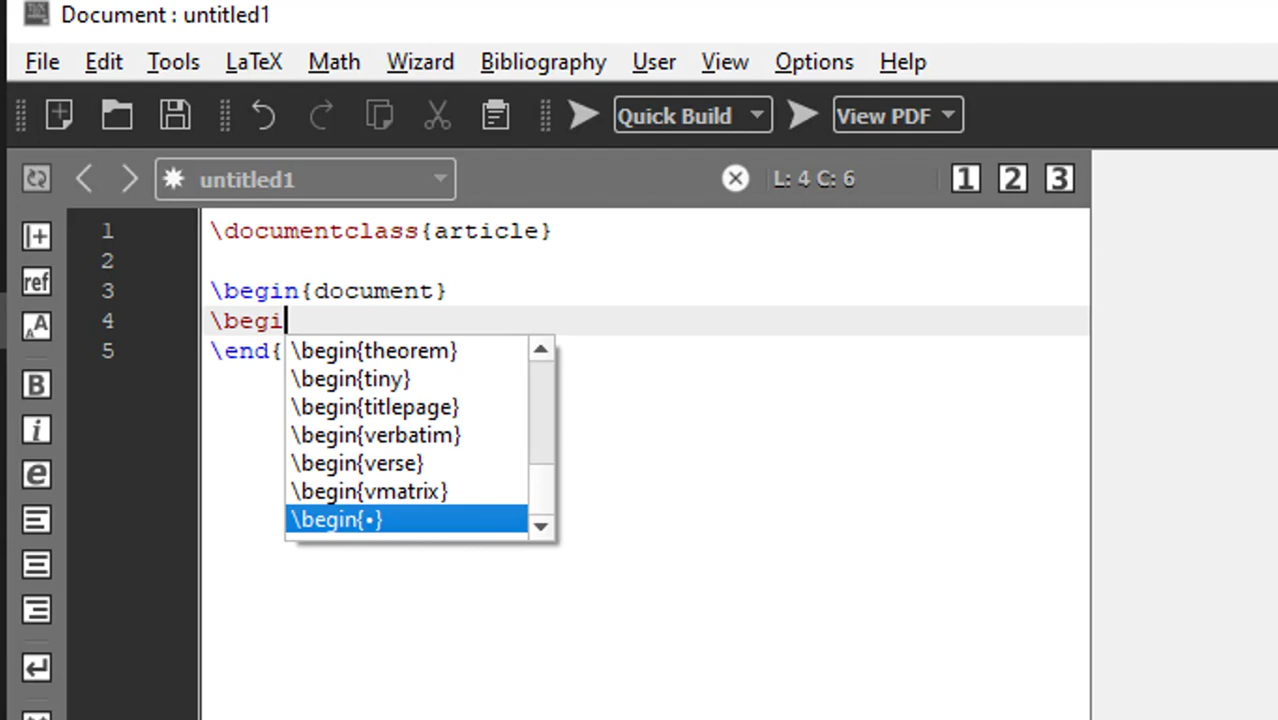 Document : untitled1
File Edit Tools LaTeX Math Wizard Bibliography User View Options Help
Quick Build View PDF
untitled1 L: 4 C: 6 1 2 3
1 \documentclass{article}
2
ref 3 \begin{document}
4 \begi
5 \end{
\begin{theorem}
\begin{tiny}
\begin{titlepage}
\begin{verbatim}
\begin{verse}
\begin{vmatrix}
\begin{•}
AA
B
i
e